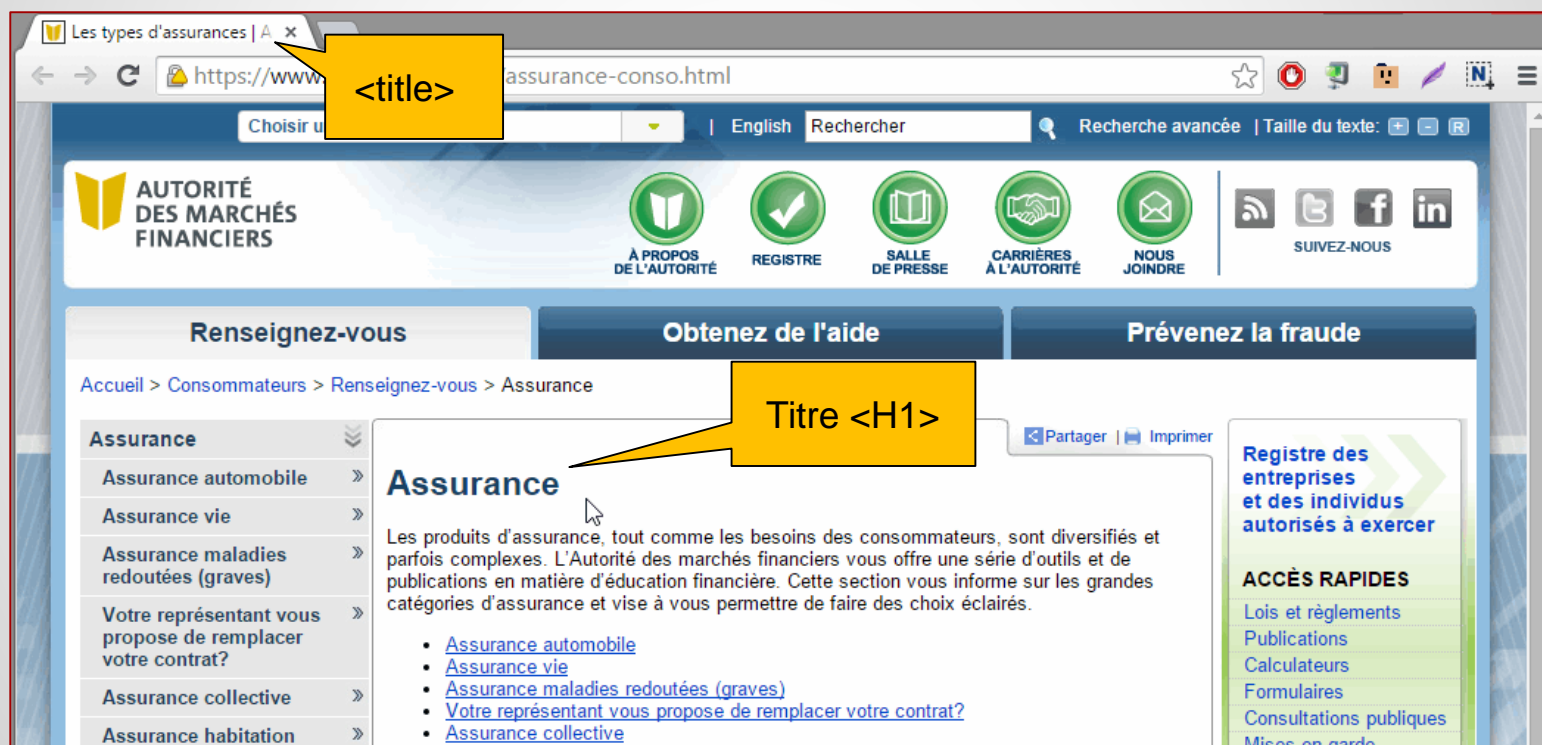 Les types d'assurances | A
<title>
https://www
assurance-conso.html
Choisir u
| English
Rechercher
Recherche avancée | Taille du texte: + - R
AUTORITÉ
DES MARCHÉS
FINANCIERS
À PROPOS
DE L'AUTORITÉ
REGISTRE
SALLE
DE PRESSE
CARRIÈRES
À L'AUTORITÉ
NOUS
JOINDRE
SUIVEZ-NOUS
Renseignez-vous
Obtenez de l'aide
Prévenez la fraude
Accueil > Consommateurs > Renseignez-vous > Assurance
Titre <H1>
Assurance
Assurance automobile
Assurance vie
Assurance maladies
redoutées (graves)
Votre représentant vous
propose de remplacer
votre contrat?
Assurance collective
Assurance habitation
Partager | Imprimer
Assurance
Les produits d'assurance, tout comme les besoins des consommateurs, sont diversifiés et
parfois complexes. L'Autorité des marchés financiers vous offre une série d'outils et de
publications en matière d'éducation financière. Cette section vous informe sur les grandes
catégories d'assurance et vise à vous permettre de faire des choix éclairés.
• Assurance automobile
• Assurance vie
• Assurance maladies redoutées (graves)
• Votre représentant vous propose de remplacer votre contrat?
• Assurance collective
Registre des
entreprises
et des individus
autorisés à exercer
ACCÈS RAPIDES
Lois et règlements
Publications
Calculateurs
Formulaires
Consultations publiques
Mises en garde